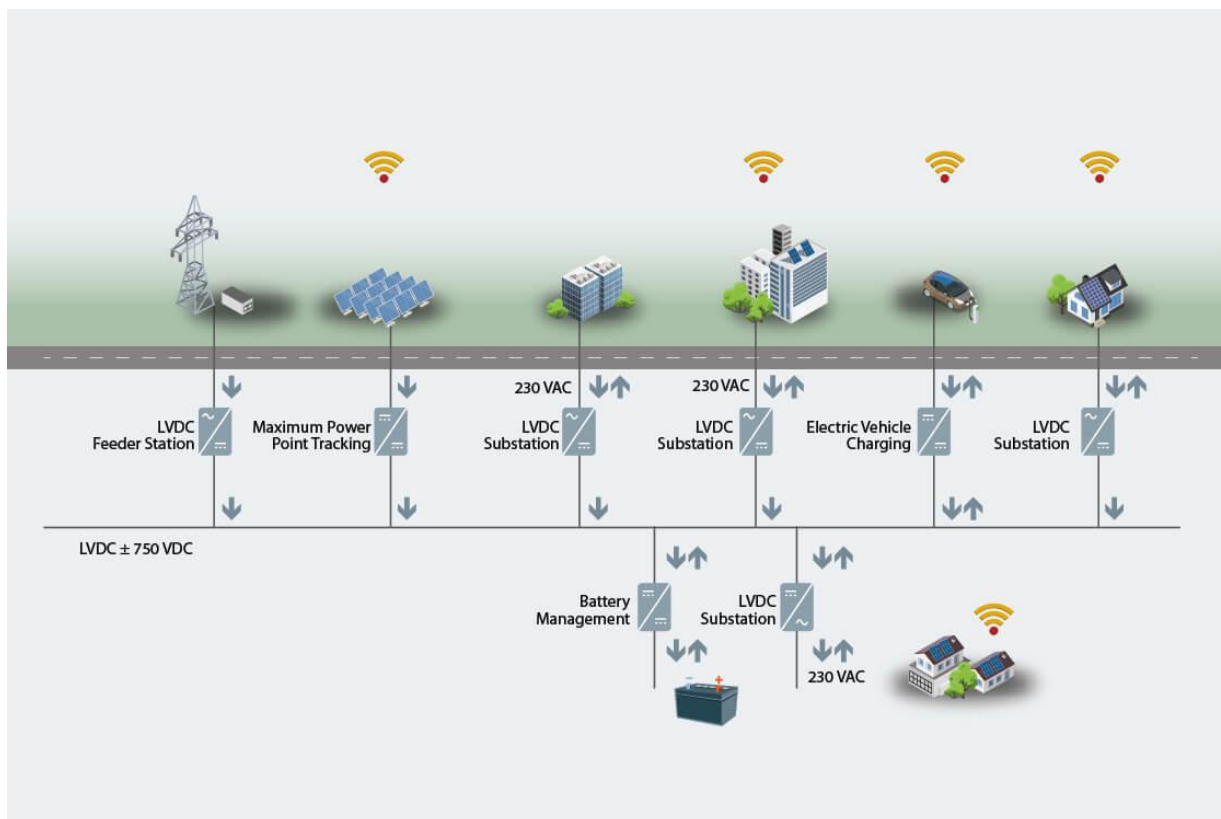 230 VAC
230 VAC
LVDC
Feeder Station
Maximum Power
Point Tracking
LVDC
Substation
LVDC
Substation
Electric Vehicle
Charging
LVDC
Substation
LVDC ± 750 VDC
Battery
Management
LVDC
Substation
230 VAC